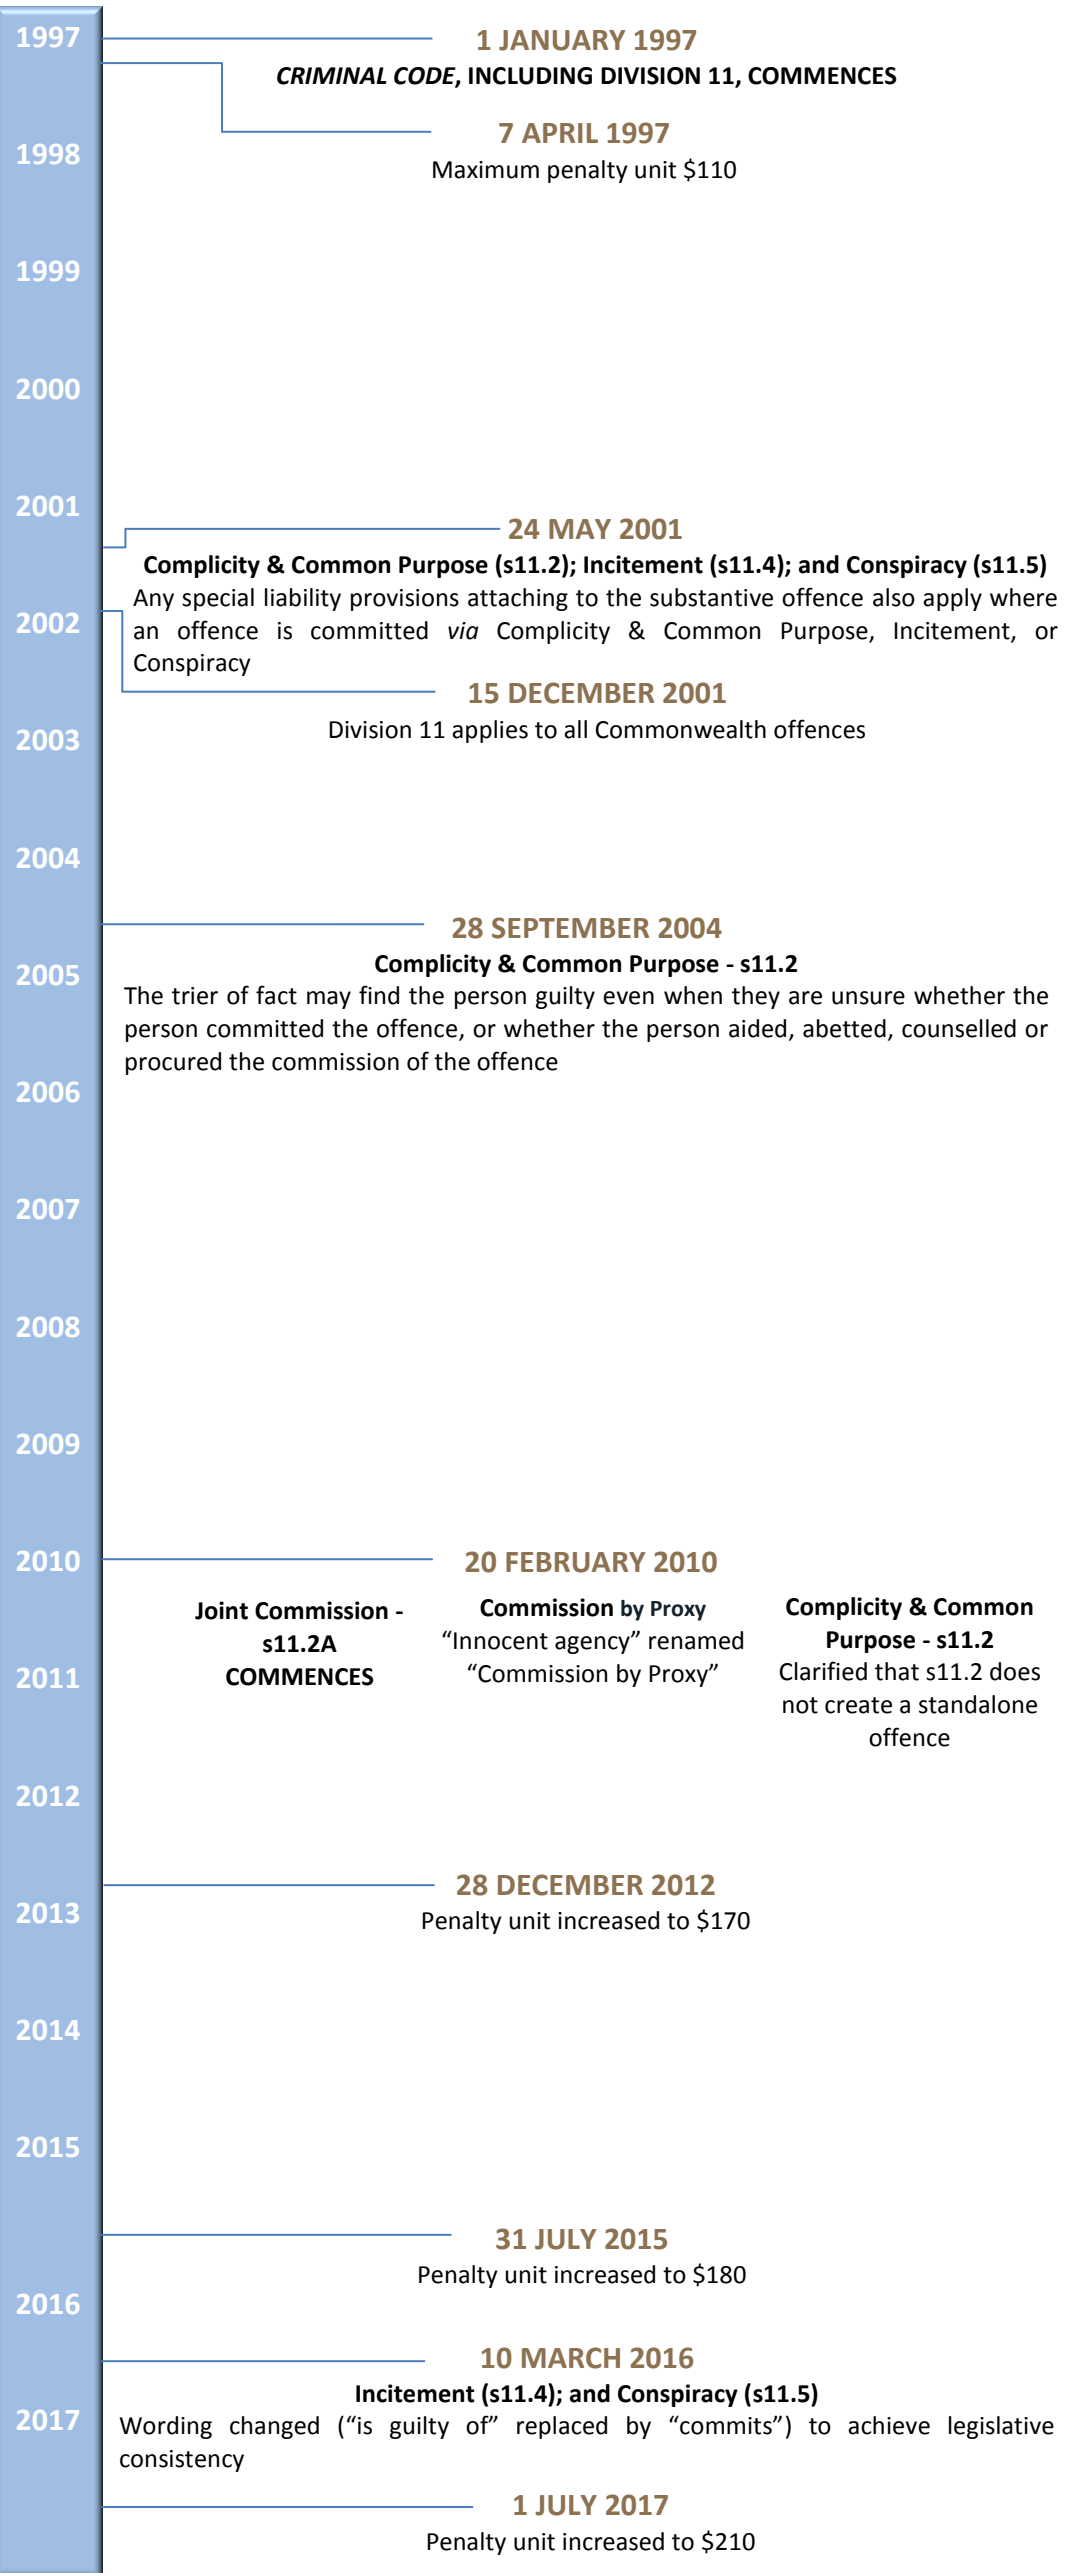 1997
1 JANUARY 1997
CRIMINAL CODE, INCLUDING DIVISION 11, COMMENCES
7 APRIL 1997
1998
Maximum penalty unit $110
1999
2000
2001
24 MAY 2001
Complicity & Common Purpose (s11.2); Incitement (s11.4); and Conspiracy (s11.5)
Any special liability provisions attaching to the substantive offence also apply where
2002
an offence is committed via Complicity & Common Purpose, Incitement, or
Conspiracy
15 DECEMBER 2001
Division 11 applies to all Commonwealth offences
2003
2004
28 SEPTEMBER 2004
Complicity & Common Purpose - s11.2
2005
The trier of fact may find the person guilty even when they are unsure whether the
person committed the offence, or whether the person aided, abetted, counselled or
procured the commission of the offence
2006
2007
2008
2009
2010
20 FEBRUARY 2010
Joint Commission -
s11.2A
COMMENCES
Commission by Proxy
“Innocent agency” renamed
“Commission by Proxy”
Complicity & Common
Purpose - s11.2
Clarified that s11.2 does
not create a standalone
offence
2011
2012
28 DECEMBER 2012
2013
Penalty unit increased to $170
2014
2015
31 JULY 2015
Penalty unit increased to $180
2016
10 MARCH 2016
Incitement (s11.4); and Conspiracy (s11.5)
2017
Wording changed (“is guilty of” replaced by “commits”) to achieve legislative
consistency
1 JULY 2017
Penalty unit increased to $210